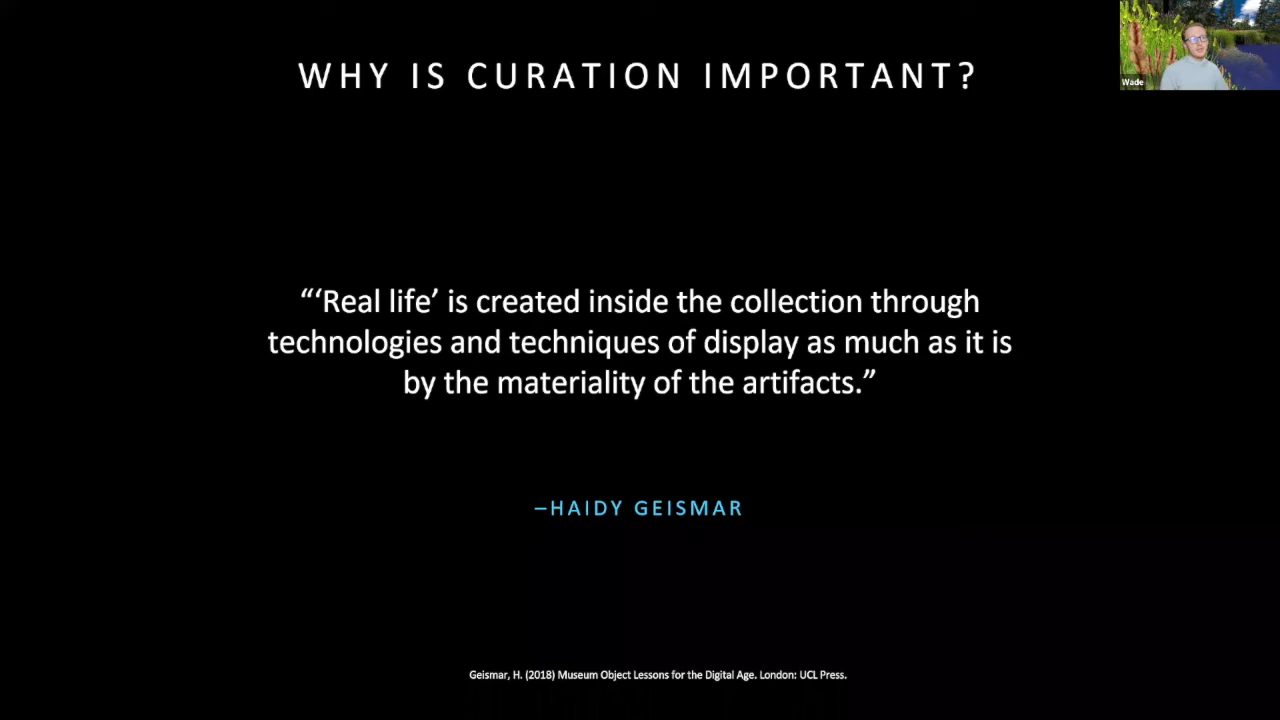 WHY IS CURATION IMPORTANT?
Wade
“‘Real life’ is created inside the collection through
technologies and techniques of display as much as it is
by the materiality of the artifacts.”
–HAIDY GEISMAR
Geismar, H. (2018) Museum Object Lessons for the Digital Age. London: UCL Press.